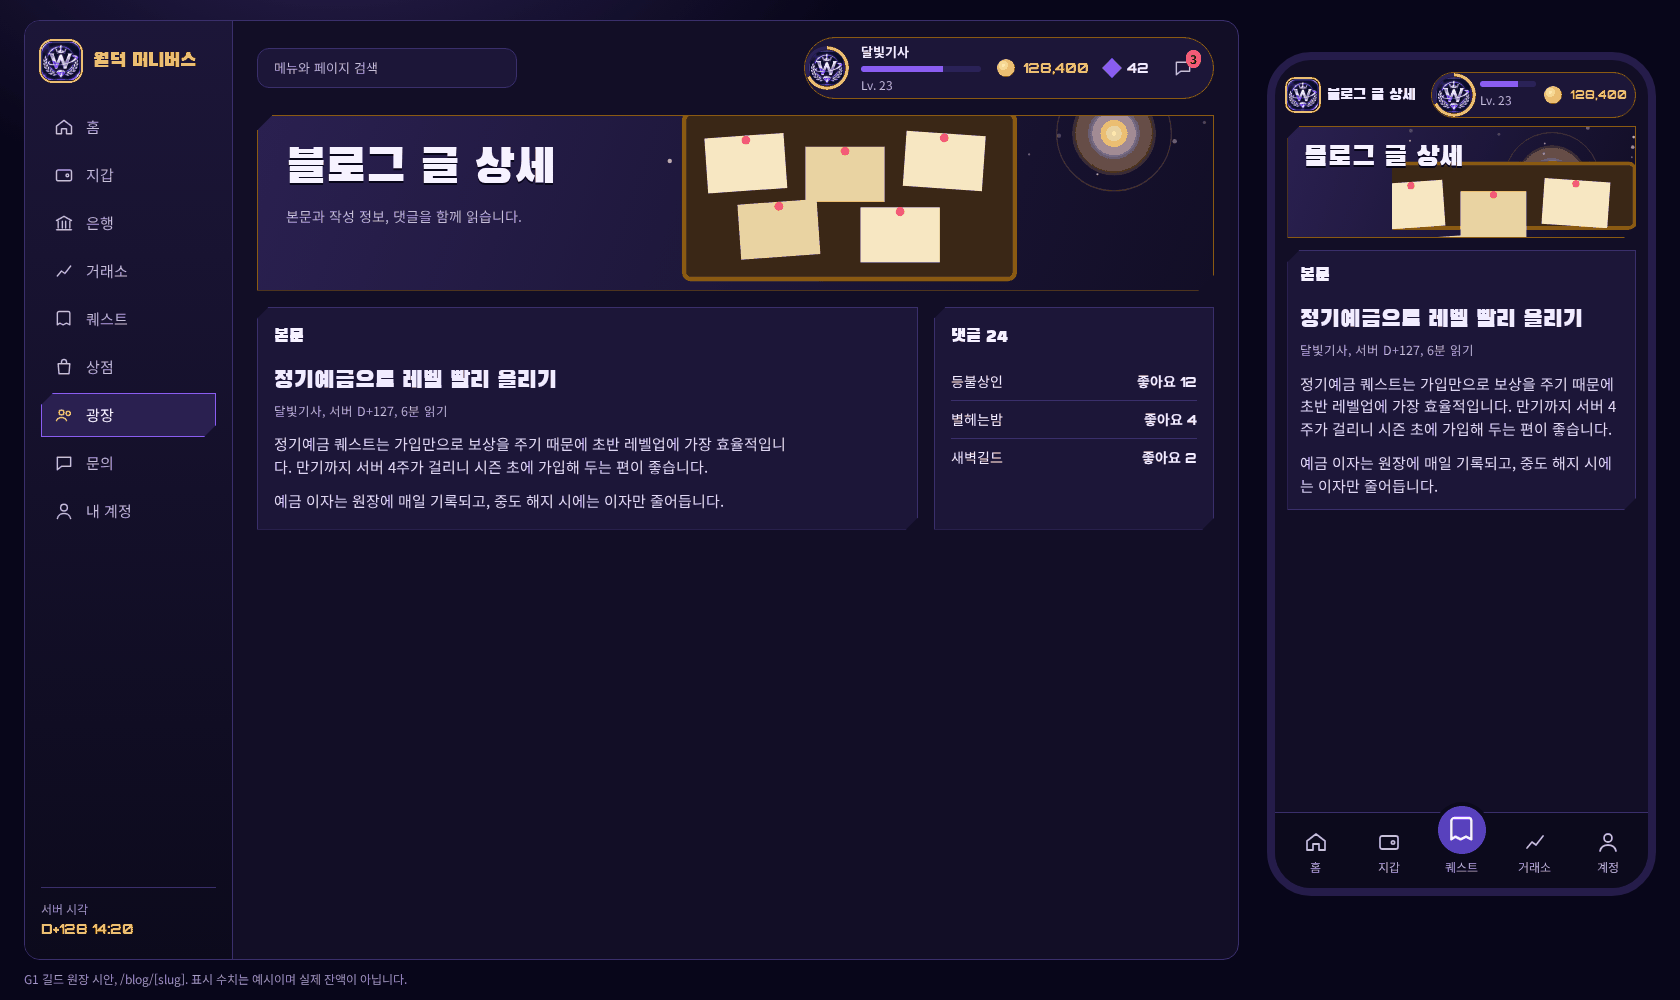 원덕 머니버스
홈
지갑
은행
거래소
퀘스트
상점
광장
문의
내 계정
서버 시각
D+128 14:20
메뉴와 페이지 검색
달빛기사
Lv. 23
128,400
42
3
블로그 글 상세
본문과 작성 정보, 댓글을 함께 읽습니다.
본문
정기예금으로 레벨 빨리 올리기
달빛기사, 서버 D+127, 6분 읽기
정기예금 퀘스트는 가입만으로 보상을 주기 때문에 초반 레벨업에 가장 효율적입니
다. 만기까지 서버 4주가 걸리니 시즌 초에 가입해 두는 편이 좋습니다.
예금 이자는 원장에 매일 기록되고, 중도 해지 시에는 이자만 줄어듭니다.
댓글 24
등불상인 좋아요 12
별헤는밤 좋아요 4
새벽길드 좋아요 2
블로그 글 상세
Lv. 23
128,400
블로그 글 상세
본문
정기예금으로 레벨 빨리 올리기
달빛기사, 서버 D+127, 6분 읽기
정기예금 퀘스트는 가입만으로 보상을 주기 때문에
초반 레벨업에 가장 효율적입니다. 만기까지 서버 4
주가 걸리니 시즌 초에 가입해 두는 편이 좋습니다.
예금 이자는 원장에 매일 기록되고, 중도 해지 시에
는 이자만 줄어듭니다.
홈
지갑
퀘스트
거래소
계정
G1 길드 원장 시안, /blog/[slug]. 표시 수치는 예시이며 실제 잔액이 아닙니다.